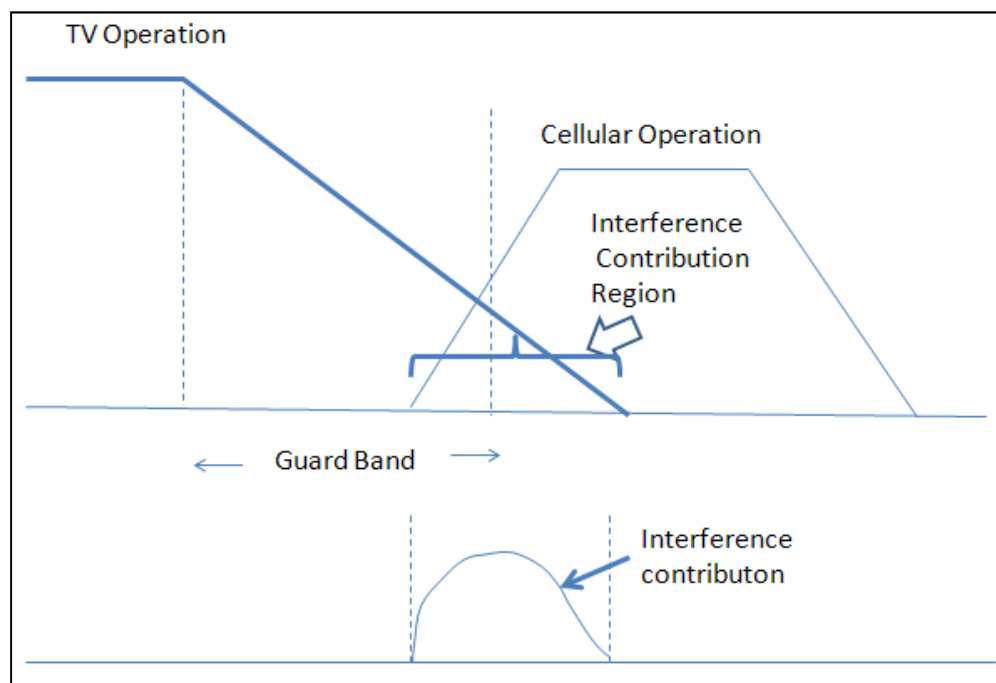 TV Operation
Cellular Operation
Interference
Contribution
Region
Guard Band
Interference
contributon